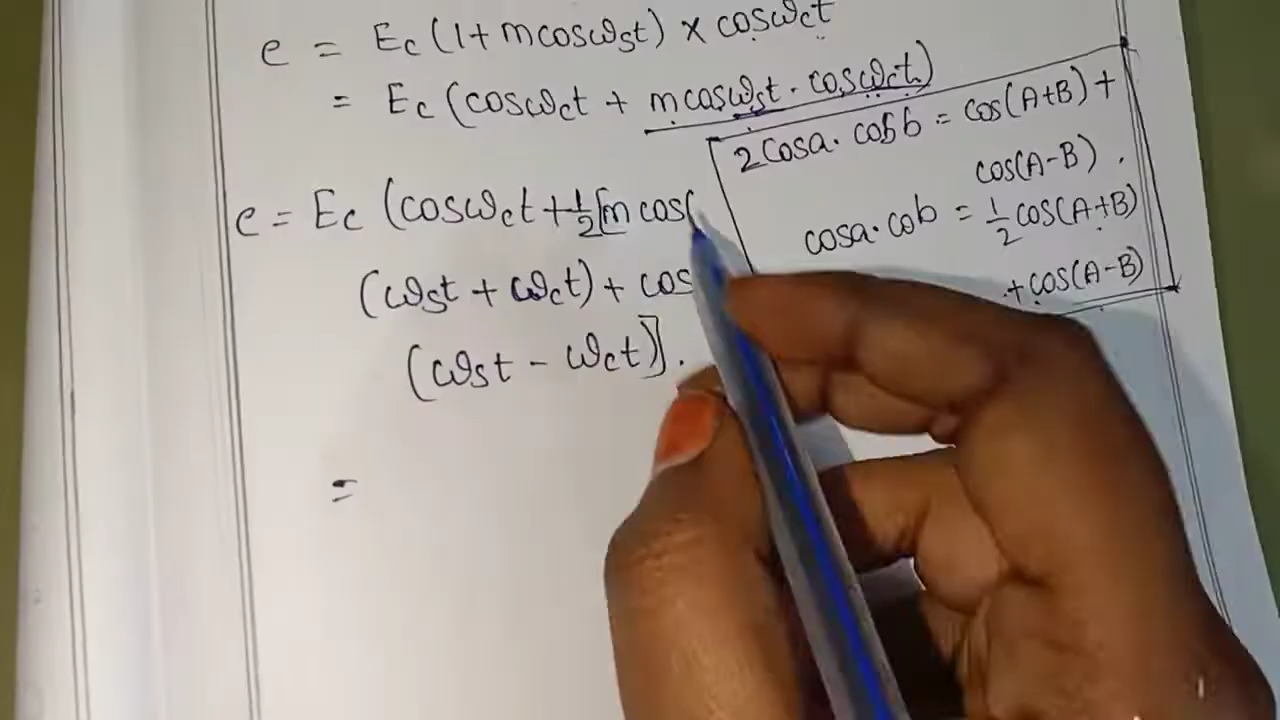 e = Ec (1 + m cosωst) × cosωct
= Ec (cosωct + m cosωst · cosωct)
2 Cosa · cosb = cos(A+B) +
cos(A-B) .
cosa · cob = 1/2 cos(A+B)
+ cos(A-B)
e = Ec (cosωct + 1/2 [m cos(
(ωst + ωct) + cos
(ωst - ωct)] .
=